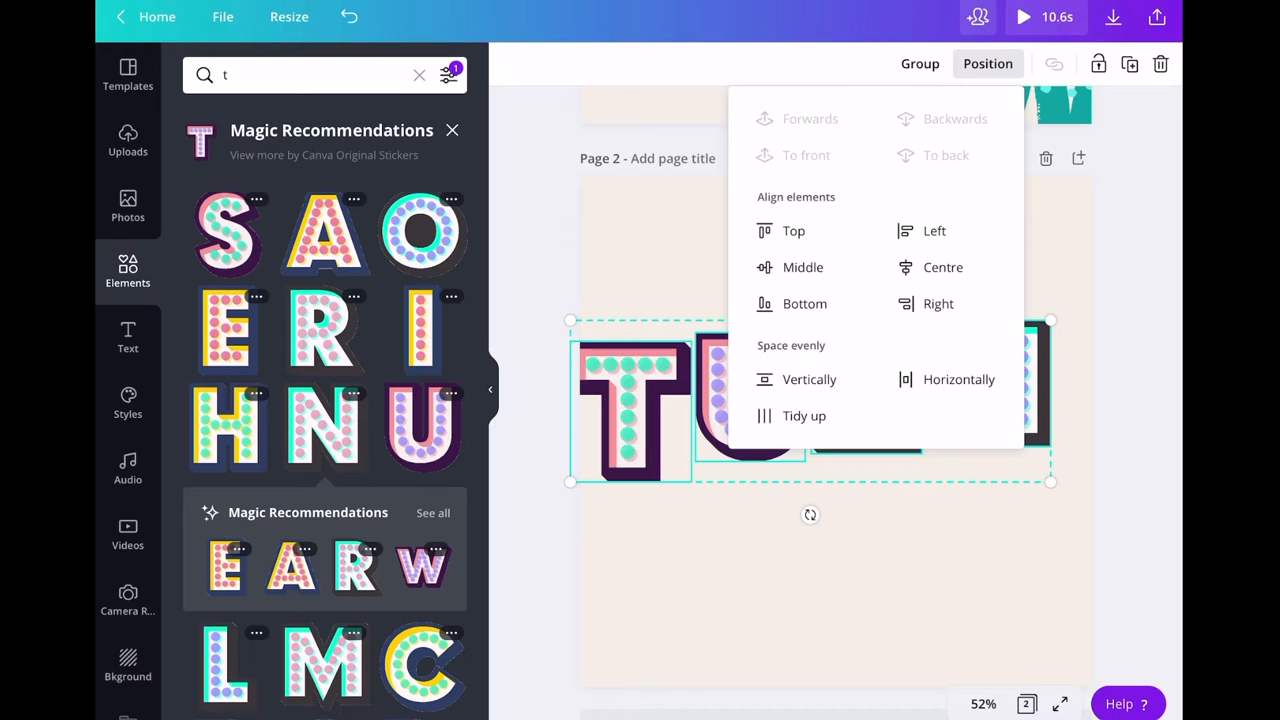 Home File Resize 10.6s
Templates
Uploads
Photos
Elements
Text
Styles
Audio
Videos
Camera R...
Bkground
t
1
T Magic Recommendations
View more by Canva Original Stickers
S A O
E R I
H N U
Magic Recommendations See all
E A R W
L M C
Group Position
Page 2 - Add page title
Forwards Backwards
To front To back
Align elements
Top Left
Middle Centre
Bottom Right
Space evenly
Vertically Horizontally
Tidy up
T U
52% 2 Help ?